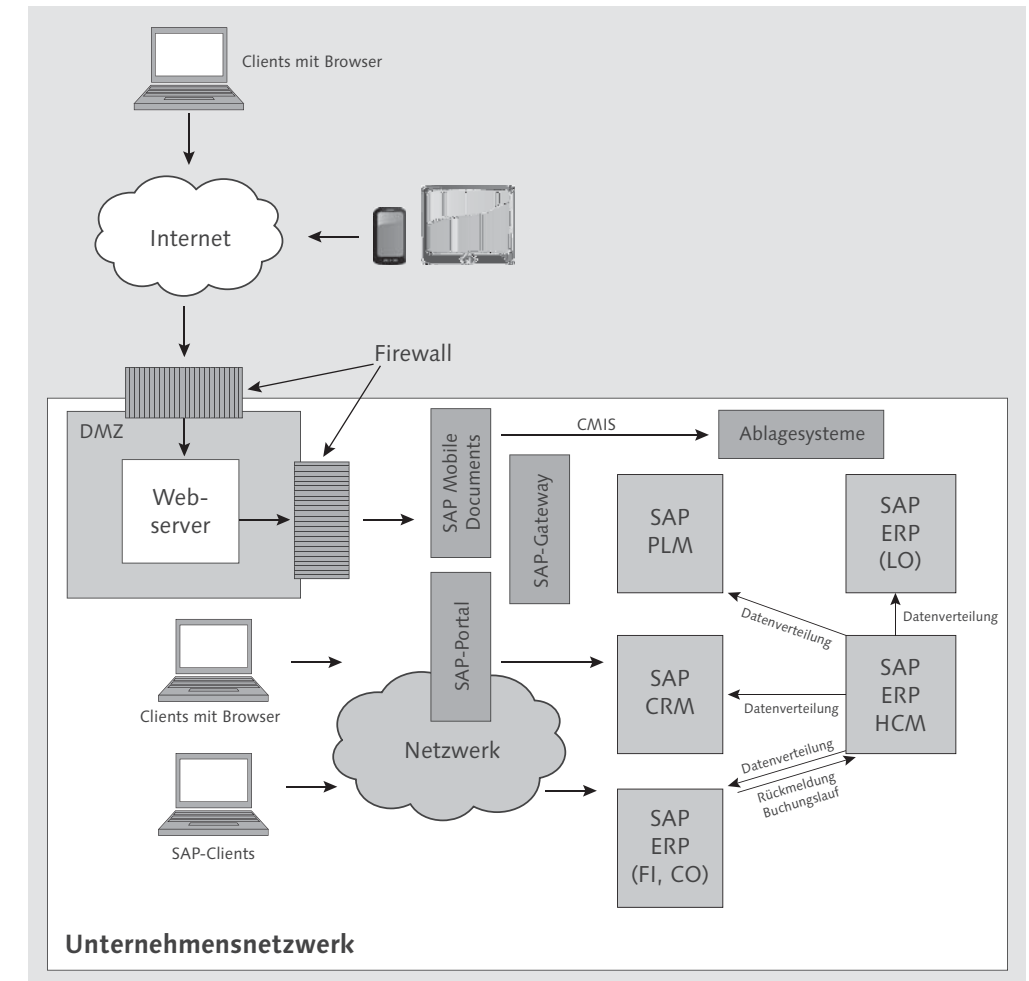 Clients mit Browser
Internet
Firewall
DMZ
Web-
server
SAP Mobile
Documents
CMIS
Ablagesysteme
SAP-Gateway
SAP
PLM
SAP
ERP
(LO)
Datenverteilung
Datenverteilung
SAP-Portal
Clients mit Browser
SAP
CRM
Datenverteilung
SAP
ERP
HCM
Netzwerk
Datenverteilung
Rückmeldung
Buchungslauf
SAP-Clients
SAP
ERP
(FI, CO)
Unternehmensnetzwerk